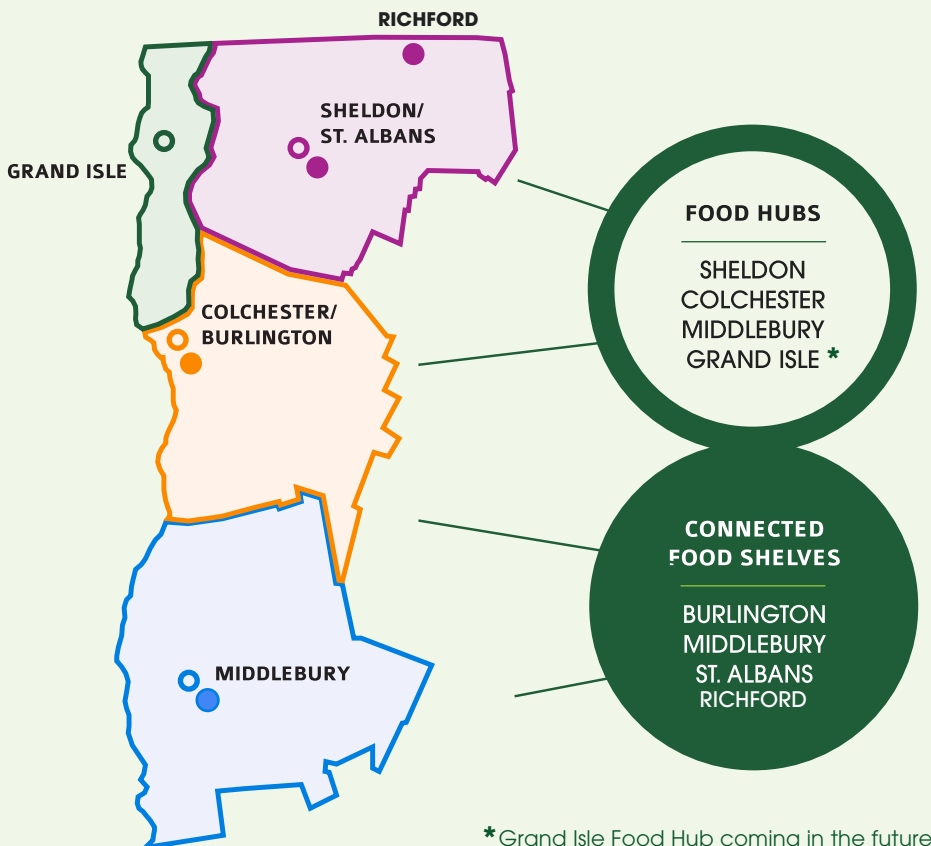 RICHFORD
SHELDON/
ST. ALBANS
GRAND ISLE
COLCHESTER/
BURLINGTON
MIDDLEBURY
FOOD HUBS
SHELDON
COLCHESTER
MIDDLEBURY
GRAND ISLE *
CONNECTED
FOOD SHELVES
BURLINGTON
MIDDLEBURY
ST. ALBANS
RICHFORD
*Grand Isle Food Hub coming in the future